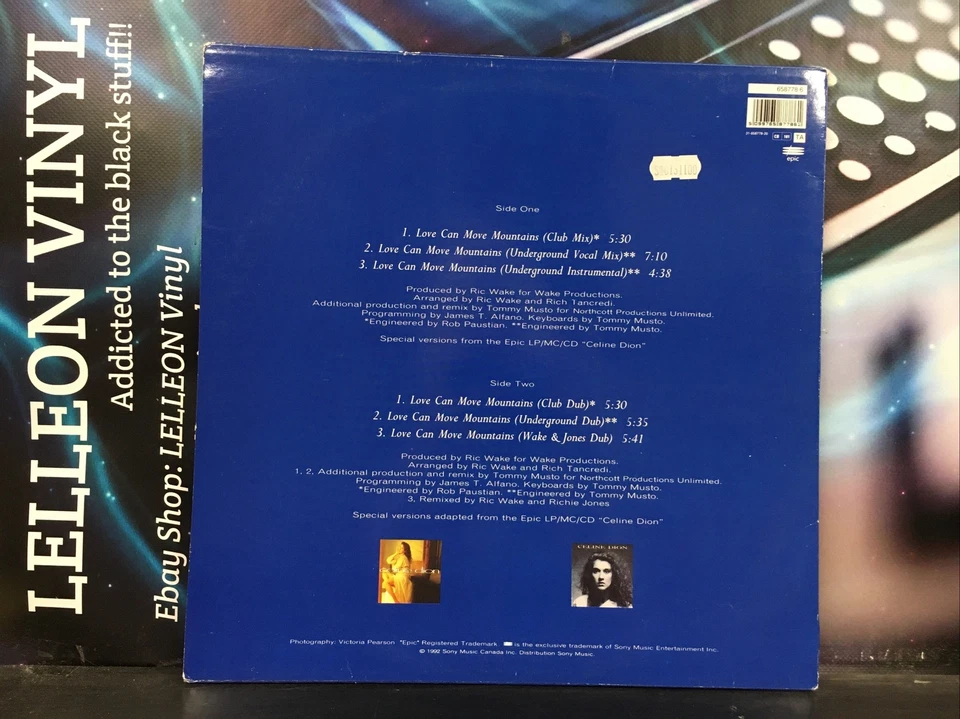 LELLEON VINYL
Addicted to the black stuff!!
Ebay Shop: LELLEON Vinyl
658778 6
epic
Side One
1. Love Can Move Mountains (Club Mix)* 5:30
2. Love Can Move Mountains (Underground Vocal Mix)** 7:10
3. Love Can Move Mountains (Underground Instrumental)** 4:38
Produced by Ric Wake for Wake Productions.
Arranged by Ric Wake and Rich Tancredi.
Additional production and remix by Tommy Musto for Northcott Productions Unlimited.
Programming by James T. Alfano. Keyboards by Tommy Musto.
*Engineered by Rob Paustian. **Engineered by Tommy Musto.
Special versions from the Epic LP/MC/CD "Celine Dion"
Side Two
1. Love Can Move Mountains (Club Dub)* 5:30
2. Love Can Move Mountains (Underground Dub)** 5:35
3. Love Can Move Mountains (Wake & Jones Dub) 5:41
Produced by Ric Wake for Wake Productions.
Arranged by Ric Wake and Rich Tancredi.
1, 2, Additional production and remix by Tommy Musto for Northcott Productions Unlimited.
Programming by James T. Alfano. Keyboards by Tommy Musto.
*Engineered by Rob Paustian. **Engineered by Tommy Musto.
3, Remixed by Ric Wake and Richie Jones
Special versions adapted from the Epic LP/MC/CD "Celine Dion"
CELINE DION
Photography: Victoria Pearson "Epic" Registered Trademark is the exclusive trademark of Sony Music Entertainment Inc.
© 1992 Sony Music Canada Inc. Distribution Sony Music.